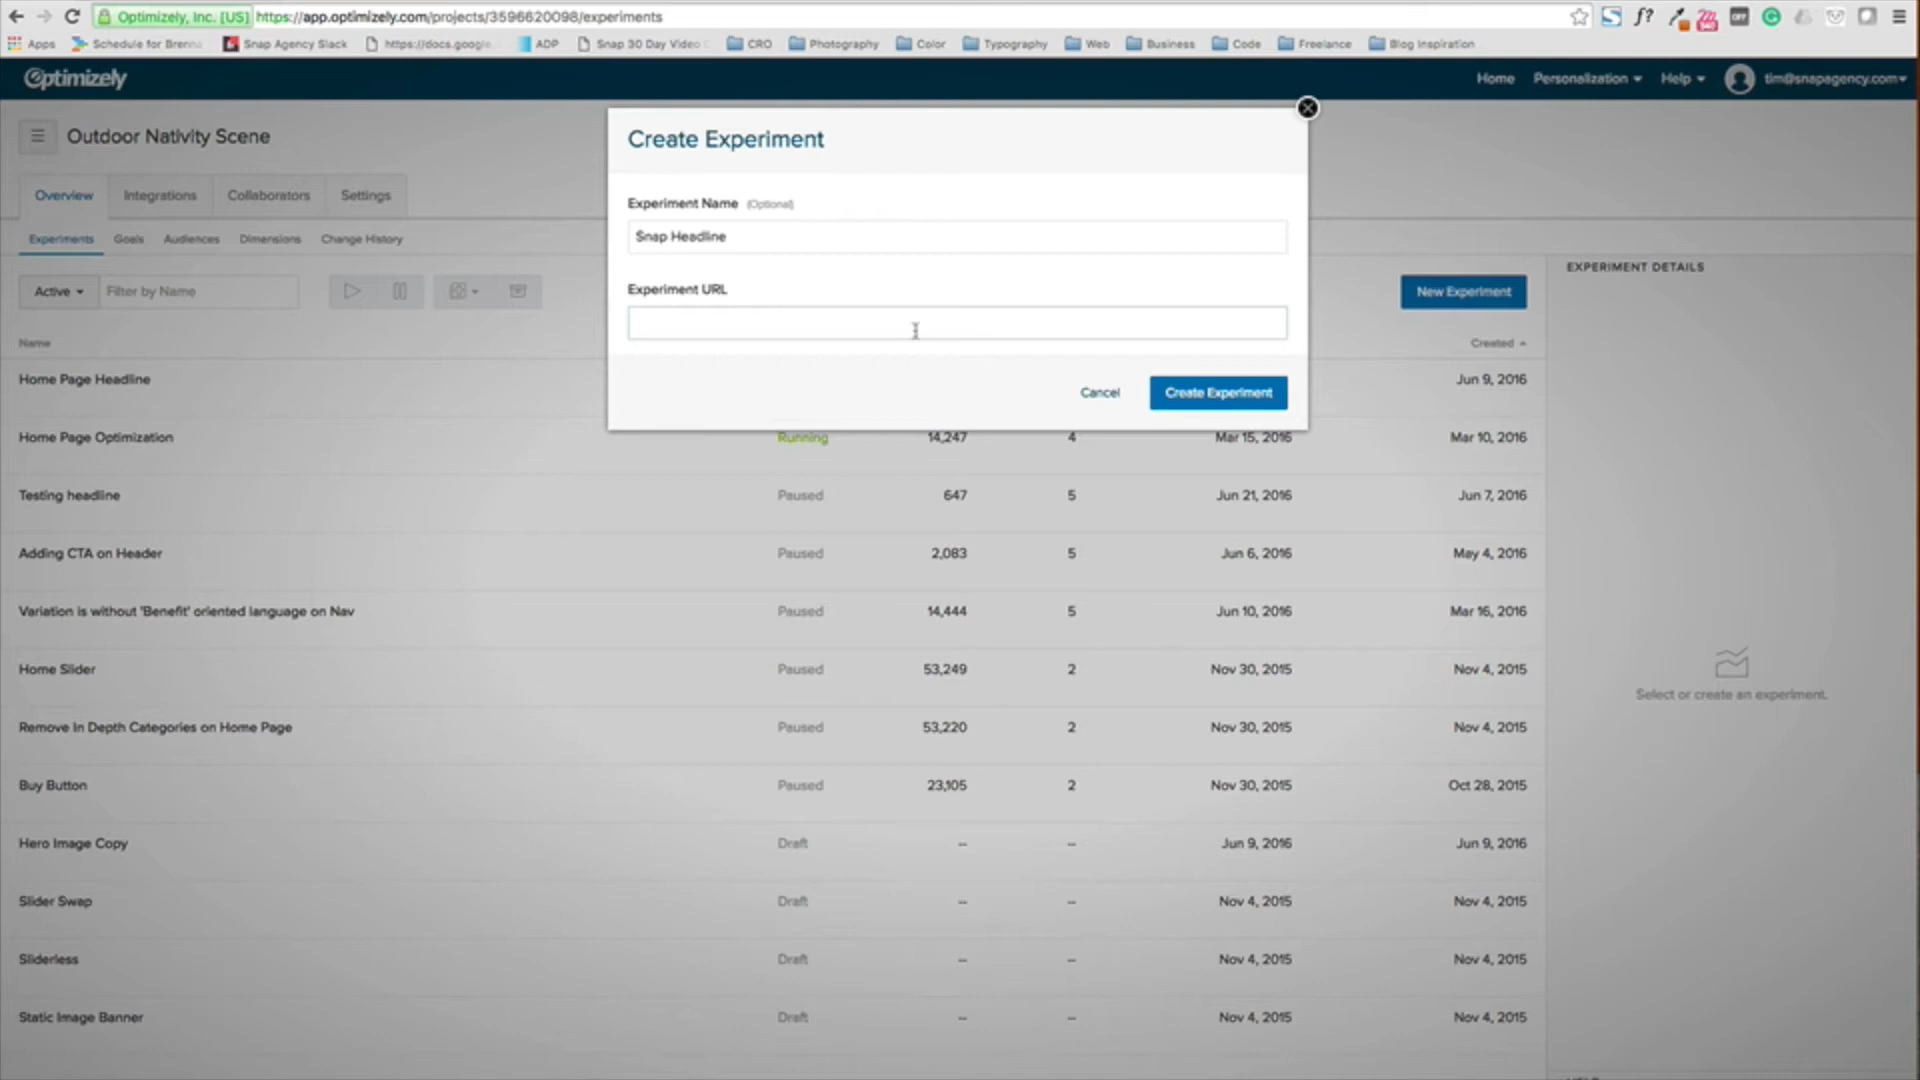 Optimizely, Inc. [US] https://app.optimizely.com/projects/3596620098/experiments
Apps Schedule for Brenna Snap Agency Slack https://docs.google. ADP Snap 30 Day Video CRO Photography Color Typography Web Business Code Freelance Blog Inspiration
Optimizely Home Personalization Help tim@snapagency.com
Outdoor Nativity Scene
Overview Integrations Collaborators Settings
Experiments Goals Audiences Dimensions Change History
Active Filter by Name New Experiment
EXPERIMENT DETAILS
Create Experiment
Experiment Name (Optional)
Snap Headline
Experiment URL
Cancel Create Experiment
Name Created
Home Page Headline Jun 9, 2016
Home Page Optimization Running 14,247 4 Mar 15, 2016 Mar 10, 2016
Testing headline Paused 647 5 Jun 21, 2016 Jun 7, 2016
Adding CTA on Header Paused 2,083 5 Jun 6, 2016 May 4, 2016
Variation is without 'Benefit' oriented language on Nav Paused 14,444 5 Jun 10, 2016 Mar 16, 2016
Home Slider Paused 53,249 2 Nov 30, 2015 Nov 4, 2015
Remove In Depth Categories on Home Page Paused 53,220 2 Nov 30, 2015 Nov 4, 2015
Buy Button Paused 23,105 2 Nov 30, 2015 Oct 28, 2015
Hero Image Copy Draft -- -- Jun 9, 2016 Jun 9, 2016
Slider Swap Draft -- -- Nov 4, 2015 Nov 4, 2015
Sliderless Draft -- -- Nov 4, 2015 Nov 4, 2015
Static Image Banner Draft -- -- Nov 4, 2015 Nov 4, 2015
Select or create an experiment.